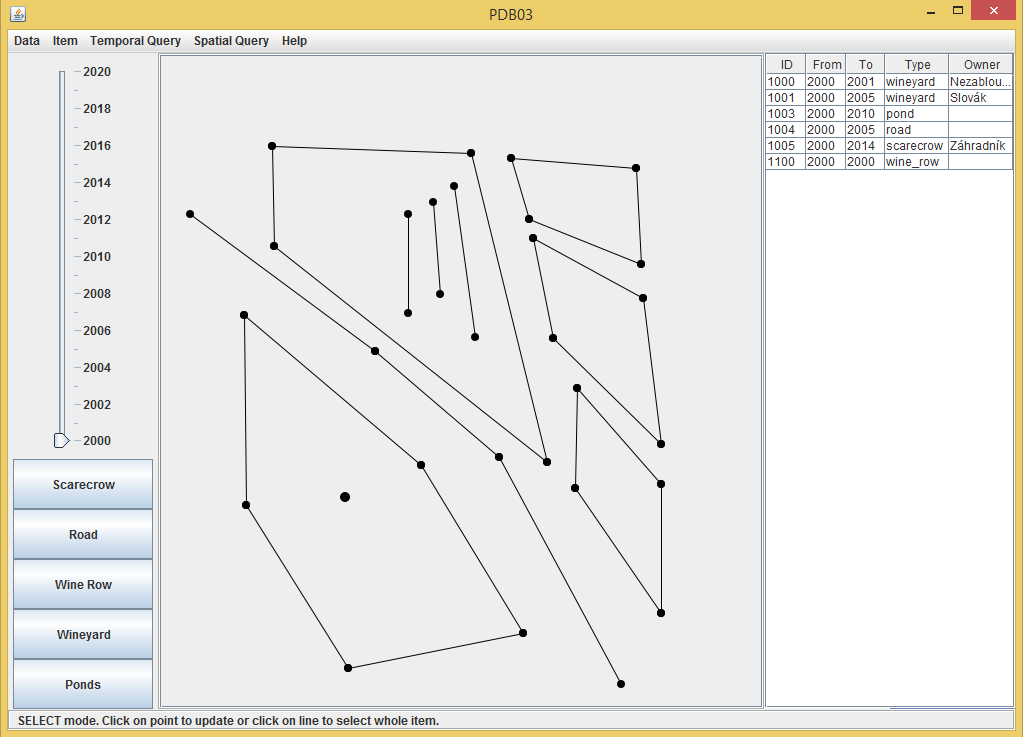 PDB03
Data Item Temporal Query Spatial Query Help
2020
2018
2016
2014
2012
2010
2008
2006
2004
2002
2000
Scarecrow
Road
Wine Row
Wineyard
Ponds
ID From To Type Owner
1000 2000 2001 wineyard Nezablou...
1001 2000 2005 wineyard Slovák
1003 2000 2010 pond
1004 2000 2005 road
1005 2000 2014 scarecrow Záhradník
1100 2000 2000 wine_row
SELECT mode. Click on point to update or click on line to select whole item.